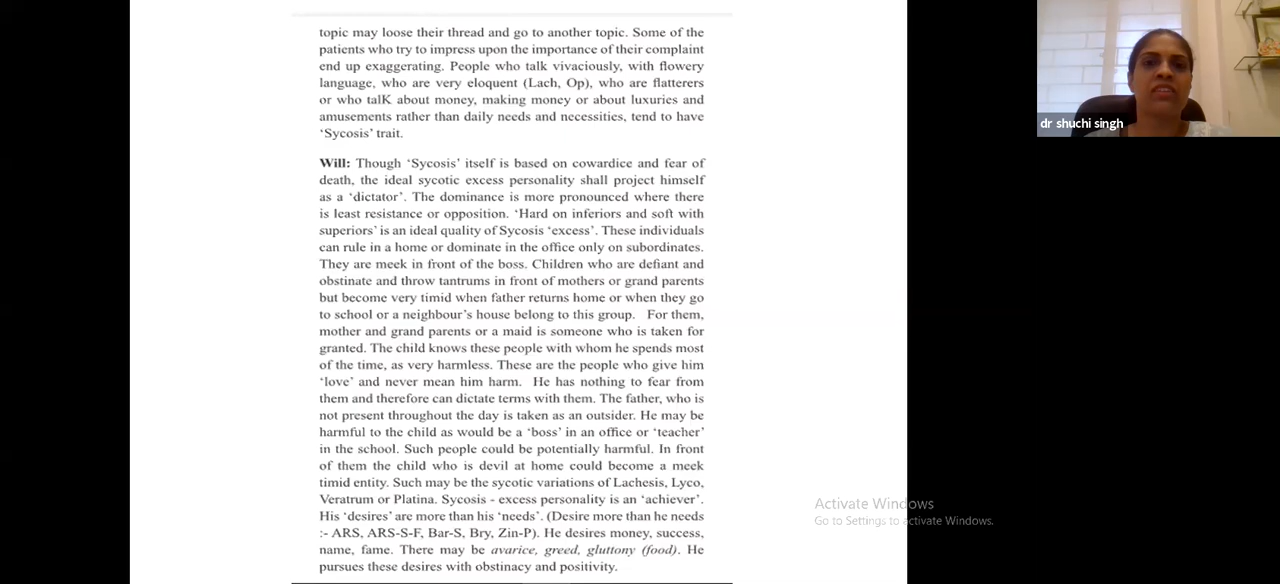 topic may loose their thread and go to another topic. Some of the
patients who try to impress upon the importance of their complaint
end up exaggerating. People who talk vivaciously, with flowery
language, who are very eloquent (Lach, Op), who are flatterers
or who talK about money, making money or about luxuries and
amusements rather than daily needs and necessities, tend to have
‘Sycosis’ trait.
Will: Though ‘Sycosis’ itself is based on cowardice and fear of
death, the ideal sycotic excess personality shall project himself
as a ‘dictator’. The dominance is more pronounced where there
is least resistance or opposition. ‘Hard on inferiors and soft with
superiors’ is an ideal quality of Sycosis ‘excess’. These individuals
can rule in a home or dominate in the office only on subordinates.
They are meek in front of the boss. Children who are defiant and
obstinate and throw tantrums in front of mothers or grand parents
but become very timid when father returns home or when they go
to school or a neighbour’s house belong to this group. For them,
mother and grand parents or a maid is someone who is taken for
granted. The child knows these people with whom he spends most
of the time, as very harmless. These are the people who give him
‘love’ and never mean him harm. He has nothing to fear from
them and therefore can dictate terms with them. The father, who is
not present throughout the day is taken as an outsider. He may be
harmful to the child as would be a ‘boss’ in an office or ‘teacher’
in the school. Such people could be potentially harmful. In front
of them the child who is devil at home could become a meek
timid entity. Such may be the sycotic variations of Lachesis, Lyco,
Veratrum or Platina. Sycosis - excess personality is an ‘achiever’.
His ‘desires’ are more than his ‘needs’. (Desire more than he needs
:- ARS, ARS-S-F, Bar-S, Bry, Zin-P). He desires money, success,
name, fame. There may be avarice, greed, gluttony (food). He
pursues these desires with obstinacy and positivity.
dr shuchi singh
Activate Windows
Go to Settings to activate Windows.